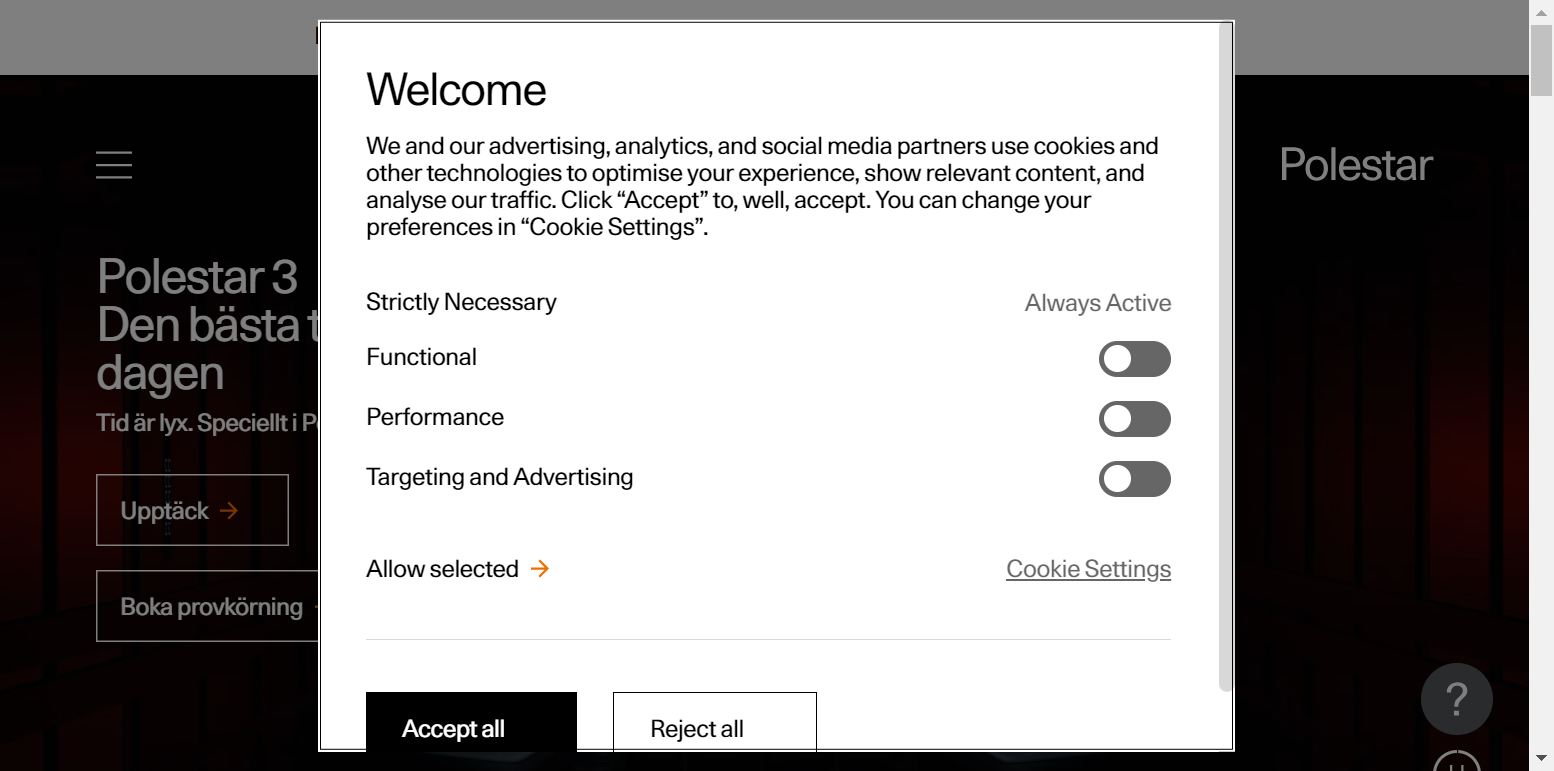 Welcome
We and our advertising, analytics, and social media partners use cookies and
other technologies to optimise your experience, show relevant content, and
analyse our traffic. Click “Accept” to, well, accept. You can change your
preferences in “Cookie Settings”.
Strictly Necessary
Always Active
Functional
Performance
Targeting and Advertising
Allow selected
Cookie Settings
Accept all
Reject all
Polestar
Polestar 3
Den bästa
dagen
Tid är lyx. Speciellt i
Upptäck
Boka provkörning
?